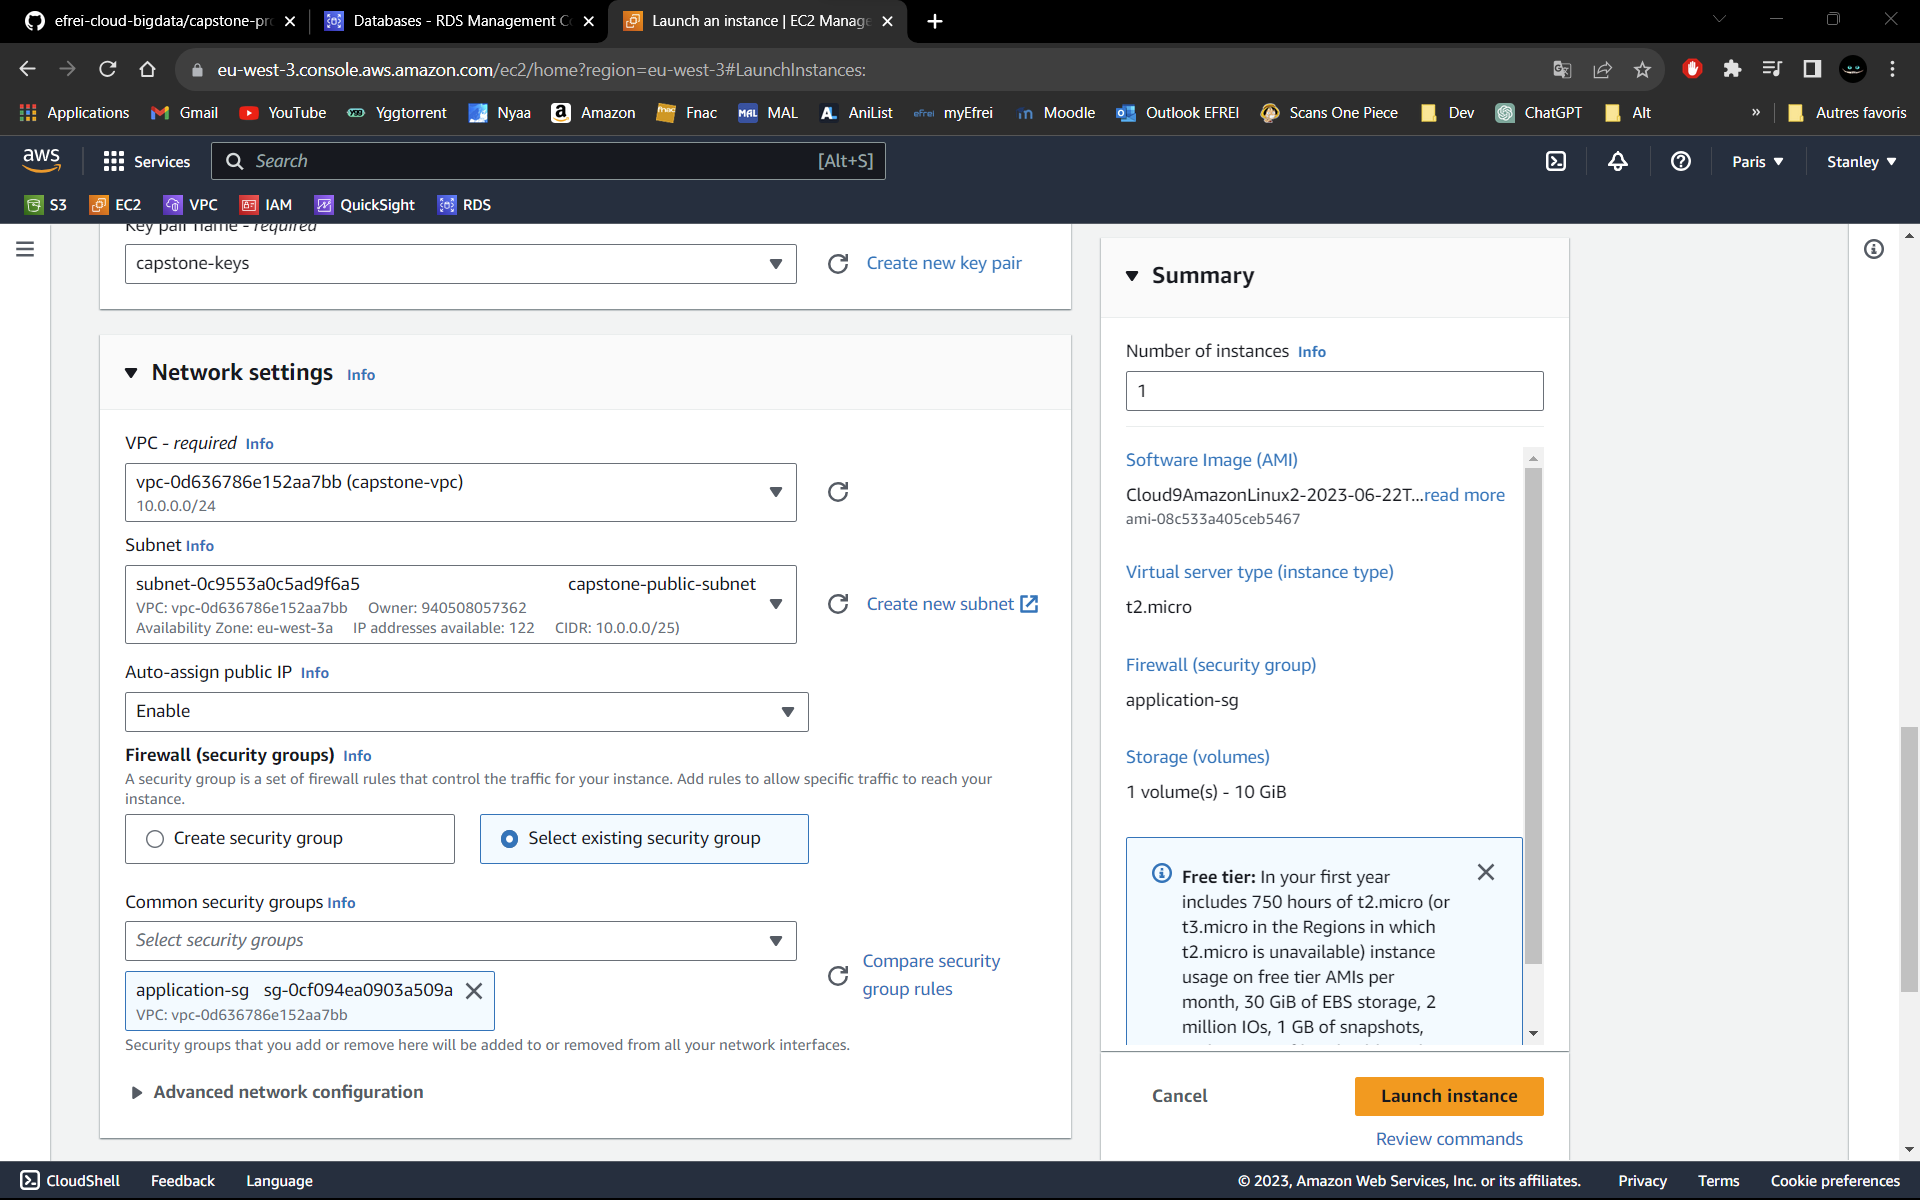 efrei-cloud-bigdata/capstone-pro
Databases - RDS Management C
Launch an instance | EC2 Manage
eu-west-3.console.aws.amazon.com/ec2/home?region=eu-west-3#LaunchInstances:
Applications
Gmail
YouTube
Yggtorrent
Nyaa
Amazon
Fnac
MAL
AniList
myEfrei
Moodle
Outlook EFREI
Scans One Piece
Dev
ChatGPT
Alt
»
Autres favoris
aws
Services
Search
[Alt+S]
Paris
Stanley
S3
EC2
VPC
IAM
QuickSight
RDS
Key pair name - required
capstone-keys
Create new key pair
Network settings Info
VPC - required Info
vpc-0d636786e152aa7bb (capstone-vpc)
10.0.0.0/24
Subnet Info
subnet-0c9553a0c5ad9f6a5 capstone-public-subnet
VPC: vpc-0d636786e152aa7bb Owner: 940508057362
Availability Zone: eu-west-3a IP addresses available: 122 CIDR: 10.0.0.0/25)
Create new subnet
Auto-assign public IP Info
Enable
Firewall (security groups) Info
A security group is a set of firewall rules that control the traffic for your instance. Add rules to allow specific traffic to reach your
instance.
Create security group
Select existing security group
Common security groups Info
Select security groups
application-sg sg-0cf094ea0903a509a
VPC: vpc-0d636786e152aa7bb
Compare security
group rules
Security groups that you add or remove here will be added to or removed from all your network interfaces.
Advanced network configuration
Summary
Number of instances Info
1
Software Image (AMI)
Cloud9AmazonLinux2-2023-06-22T...read more
ami-08c533a405ceb5467
Virtual server type (instance type)
t2.micro
Firewall (security group)
application-sg
Storage (volumes)
1 volume(s) - 10 GiB
Free tier: In your first year
includes 750 hours of t2.micro (or
t3.micro in the Regions in which
t2.micro is unavailable) instance
usage on free tier AMIs per
month, 30 GiB of EBS storage, 2
million IOs, 1 GB of snapshots,
Cancel
Launch instance
Review commands
CloudShell
Feedback
Language
© 2023, Amazon Web Services, Inc. or its affiliates.
Privacy
Terms
Cookie preferences